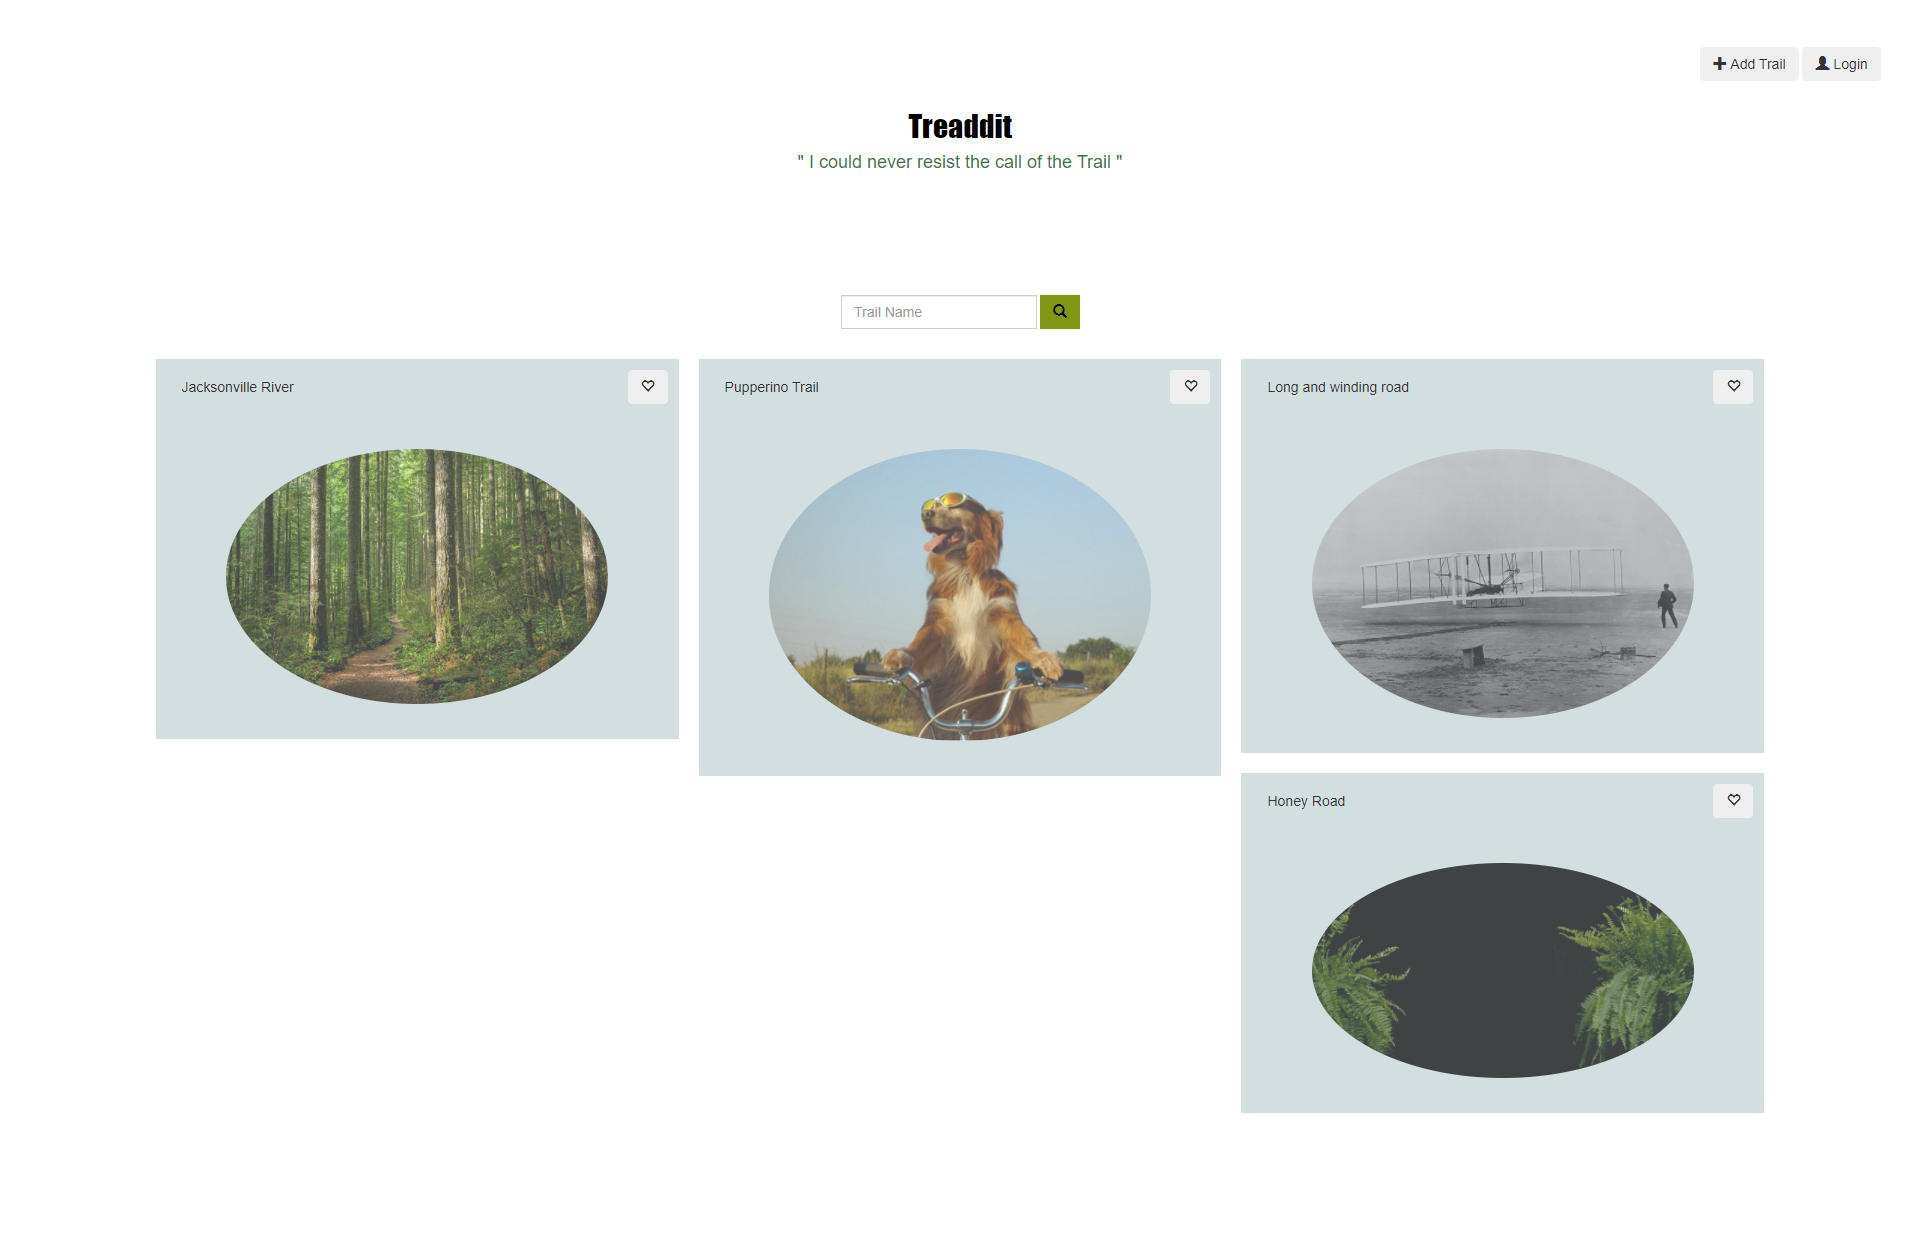 Add Trail
Login
Treaddit
" I could never resist the call of the Trail "
Trail Name
Jacksonville River
Pupperino Trail
Long and winding road
Honey Road